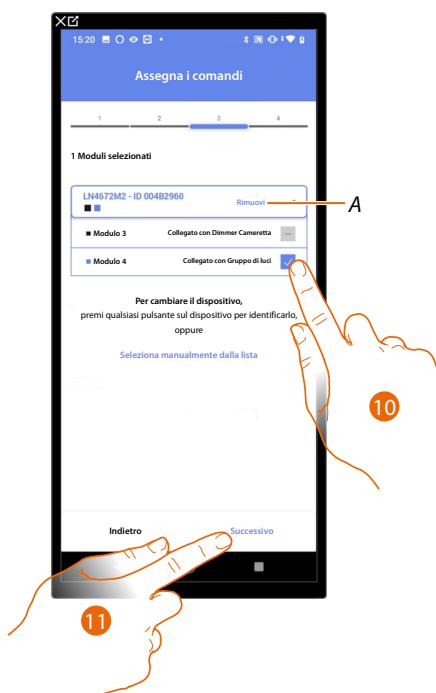 15:20
Assegna i comandi
1 2 3 4
1 Moduli selezionati
LN4672M2 - ID 004B2960
Rimuovi
A
Modulo 3 Collegato con Dimmer Cameretta
Modulo 4 Collegato con Gruppo di luci
Per cambiare il dispositivo,
premi qualsiasi pulsante sul dispositivo per identificarlo,
oppure
Seleziona manualmente dalla lista
10
Indietro Successivo
11